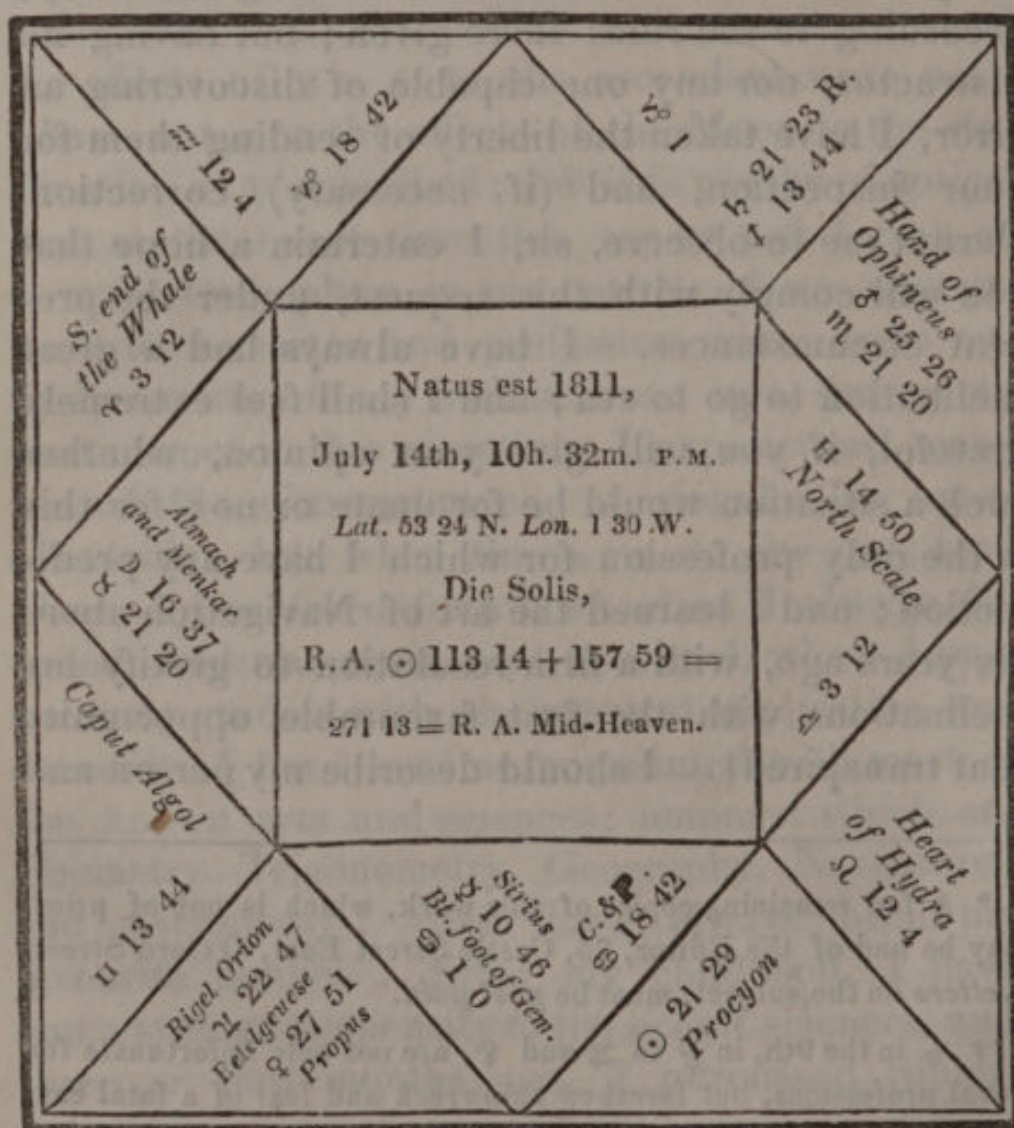 ♒ 12 4
♑ 18 42
♑ 1
♄ 21 23 R
♐ 13 44
S. end of
the Whale
♈ 3 12
Hand of
Ophiucus
♂ 25 26
♏ 21 20
Natus est 1811,
July 14th, 10h. 32m. P.M.
Lat. 53 24 N. Lon. 1 30 W.
Die Solis,
R.A. ☉ 113 14 + 157 59 =
271 13 = R. A. Mid-Heaven.
Almach
and Menkar
☽ 16 37
♉ 21 20
♅ 14 50
North Scale
♎ 3 12
Caput Algol
♊ 13 44
Rigel Orion
♃ 22 47
♀ 27 51
Propus
Sirius
☿ 10 46
Bt. foot of Gem.
♋ 1 0
C. & P
♋ 18 42
☉ 21 29
Procyon
Heart
of Hydra
♌ 12 4